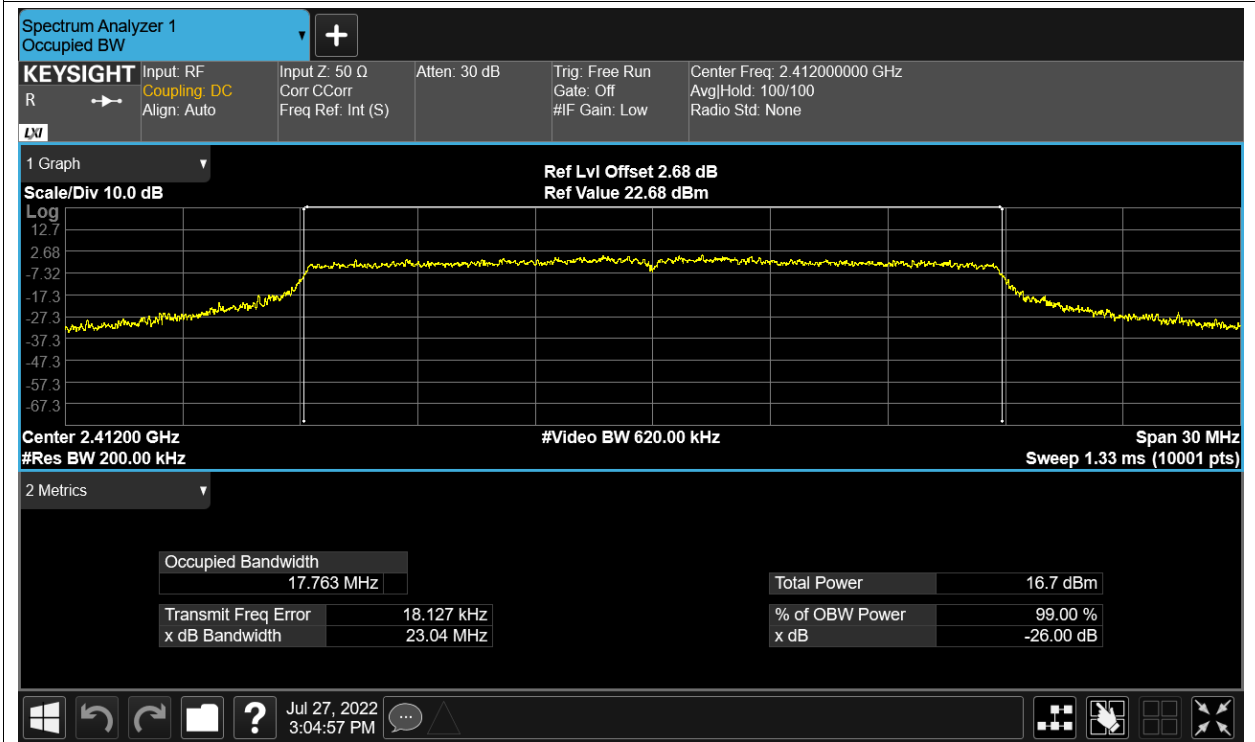 Spectrum Analyzer 1
Occupied BW
KEYSIGHT
R
LXI
Input: RF
Coupling: DC
Align: Auto
Input Z: 50 Ω
Corr CCorr
Freq Ref: Int (S)
Atten: 30 dB
Trig: Free Run
Gate: Off
#IF Gain: Low
Center Freq: 2.412000000 GHz
Avg|Hold: 100/100
Radio Std: None
1 Graph
Scale/Div 10.0 dB
Ref Lvl Offset 2.68 dB
Ref Value 22.68 dBm
Log
12.7
2.68
-7.32
-17.3
-27.3
-37.3
-47.3
-57.3
-67.3
Center 2.41200 GHz
#Video BW 620.00 kHz
Span 30 MHz
#Res BW 200.00 kHz
Sweep 1.33 ms (10001 pts)
2 Metrics
Occupied Bandwidth
17.763 MHz
Total Power 16.7 dBm
Transmit Freq Error 18.127 kHz
% of OBW Power 99.00 %
x dB Bandwidth 23.04 MHz
x dB -26.00 dB
?
Jul 27, 2022
3:04:57 PM